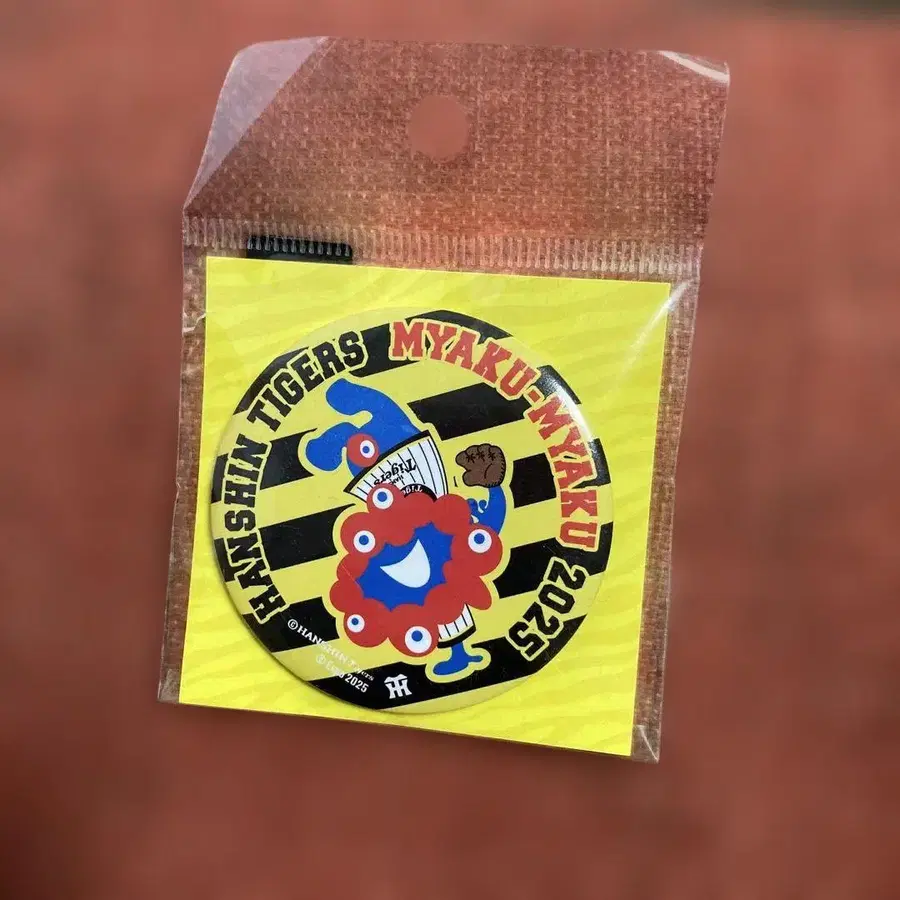 HANSHIN TIGERS
MYAKU-MYAKU 2025
Tigers
©HANSHIN Tigers
©Expo 2025